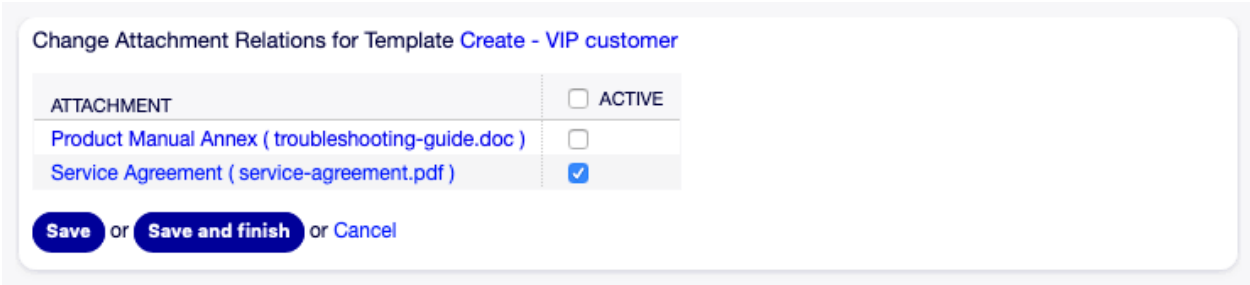 Change Attachment Relations for Template Create - VIP customer
ATTACHMENT ACTIVE
Product Manual Annex ( troubleshooting-guide.doc )
Service Agreement ( service-agreement.pdf )
Save or Save and finish or Cancel